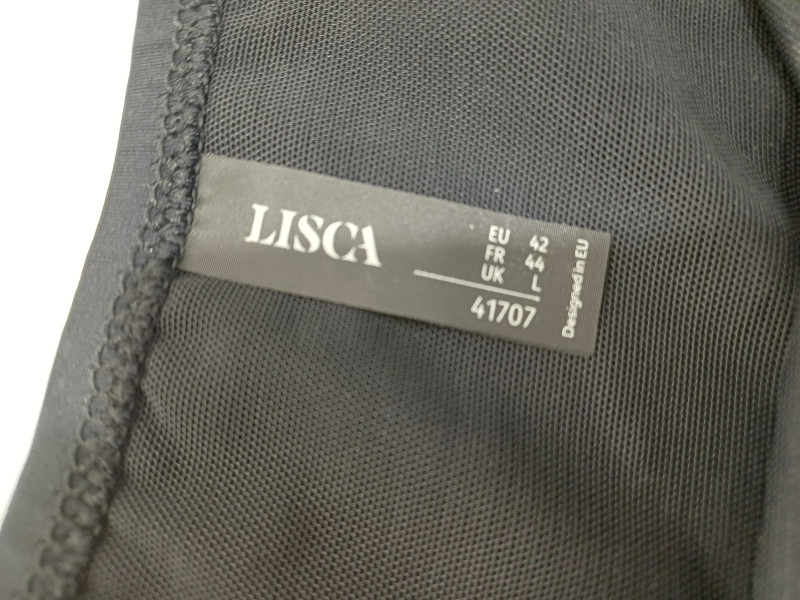 LISCA
EU 42
FR 44
UK L
41707
Designed in EU